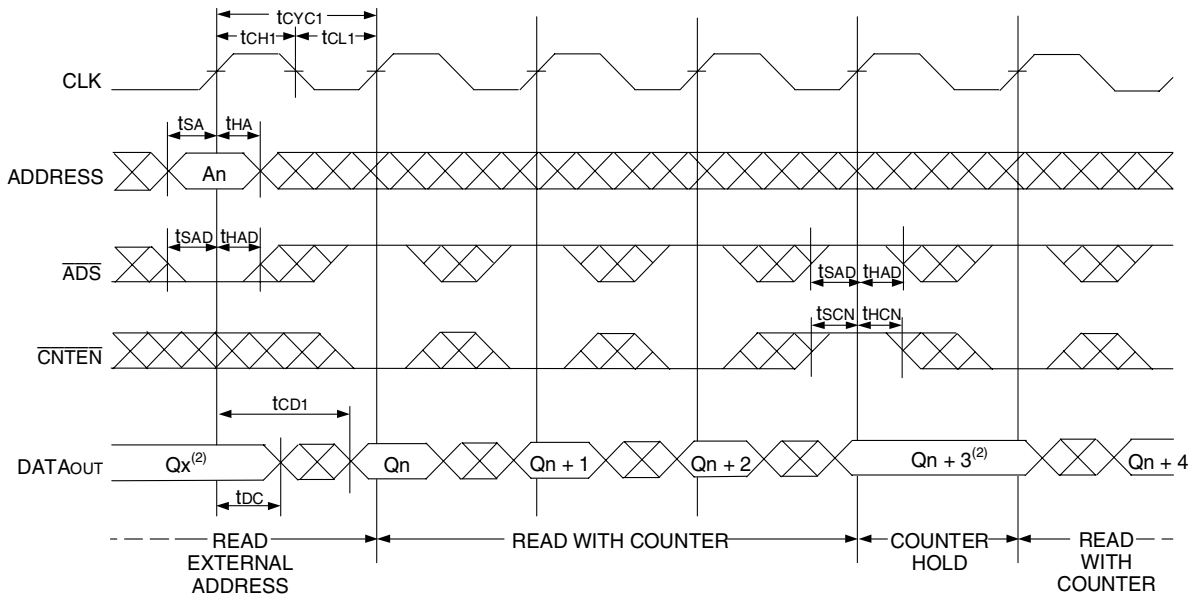 tCYC1
tCH1 tCL1
CLK
tSA tHA
ADDRESS An
tSAD tHAD
ADS
tSAD tHAD
tSCN tHCN
CNTEN
tCD1
DATAOUT Qx(2) Qn Qn + 1 Qn + 2 Qn + 3(2) Qn + 4
tDC
READ EXTERNAL ADDRESS
READ WITH COUNTER
COUNTER HOLD
READ WITH COUNTER